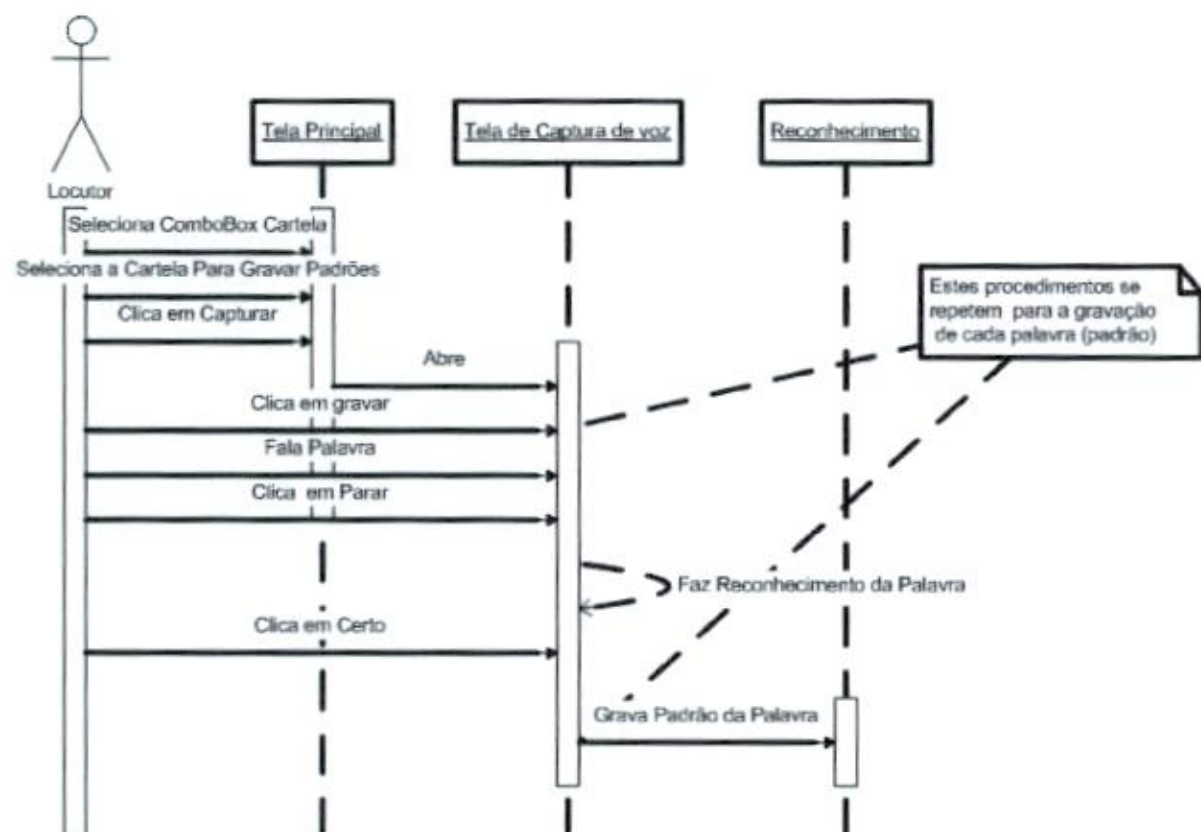 Tela Principal
Tela de Captura de voz
Reconhecimento
Locutor
Seleciona ComboBox Cartela
Seleciona a Cartela Para Gravar Padrões
Clica em Capturar
Estes procedimentos se
repetem para a gravação
de cada palavra (padrão)
Abre
Clica em gravar
Fala Palavra
Clica em Parar
Faz Reconhecimento da Palavra
Clica em Certo
Grava Padrão da Palavra